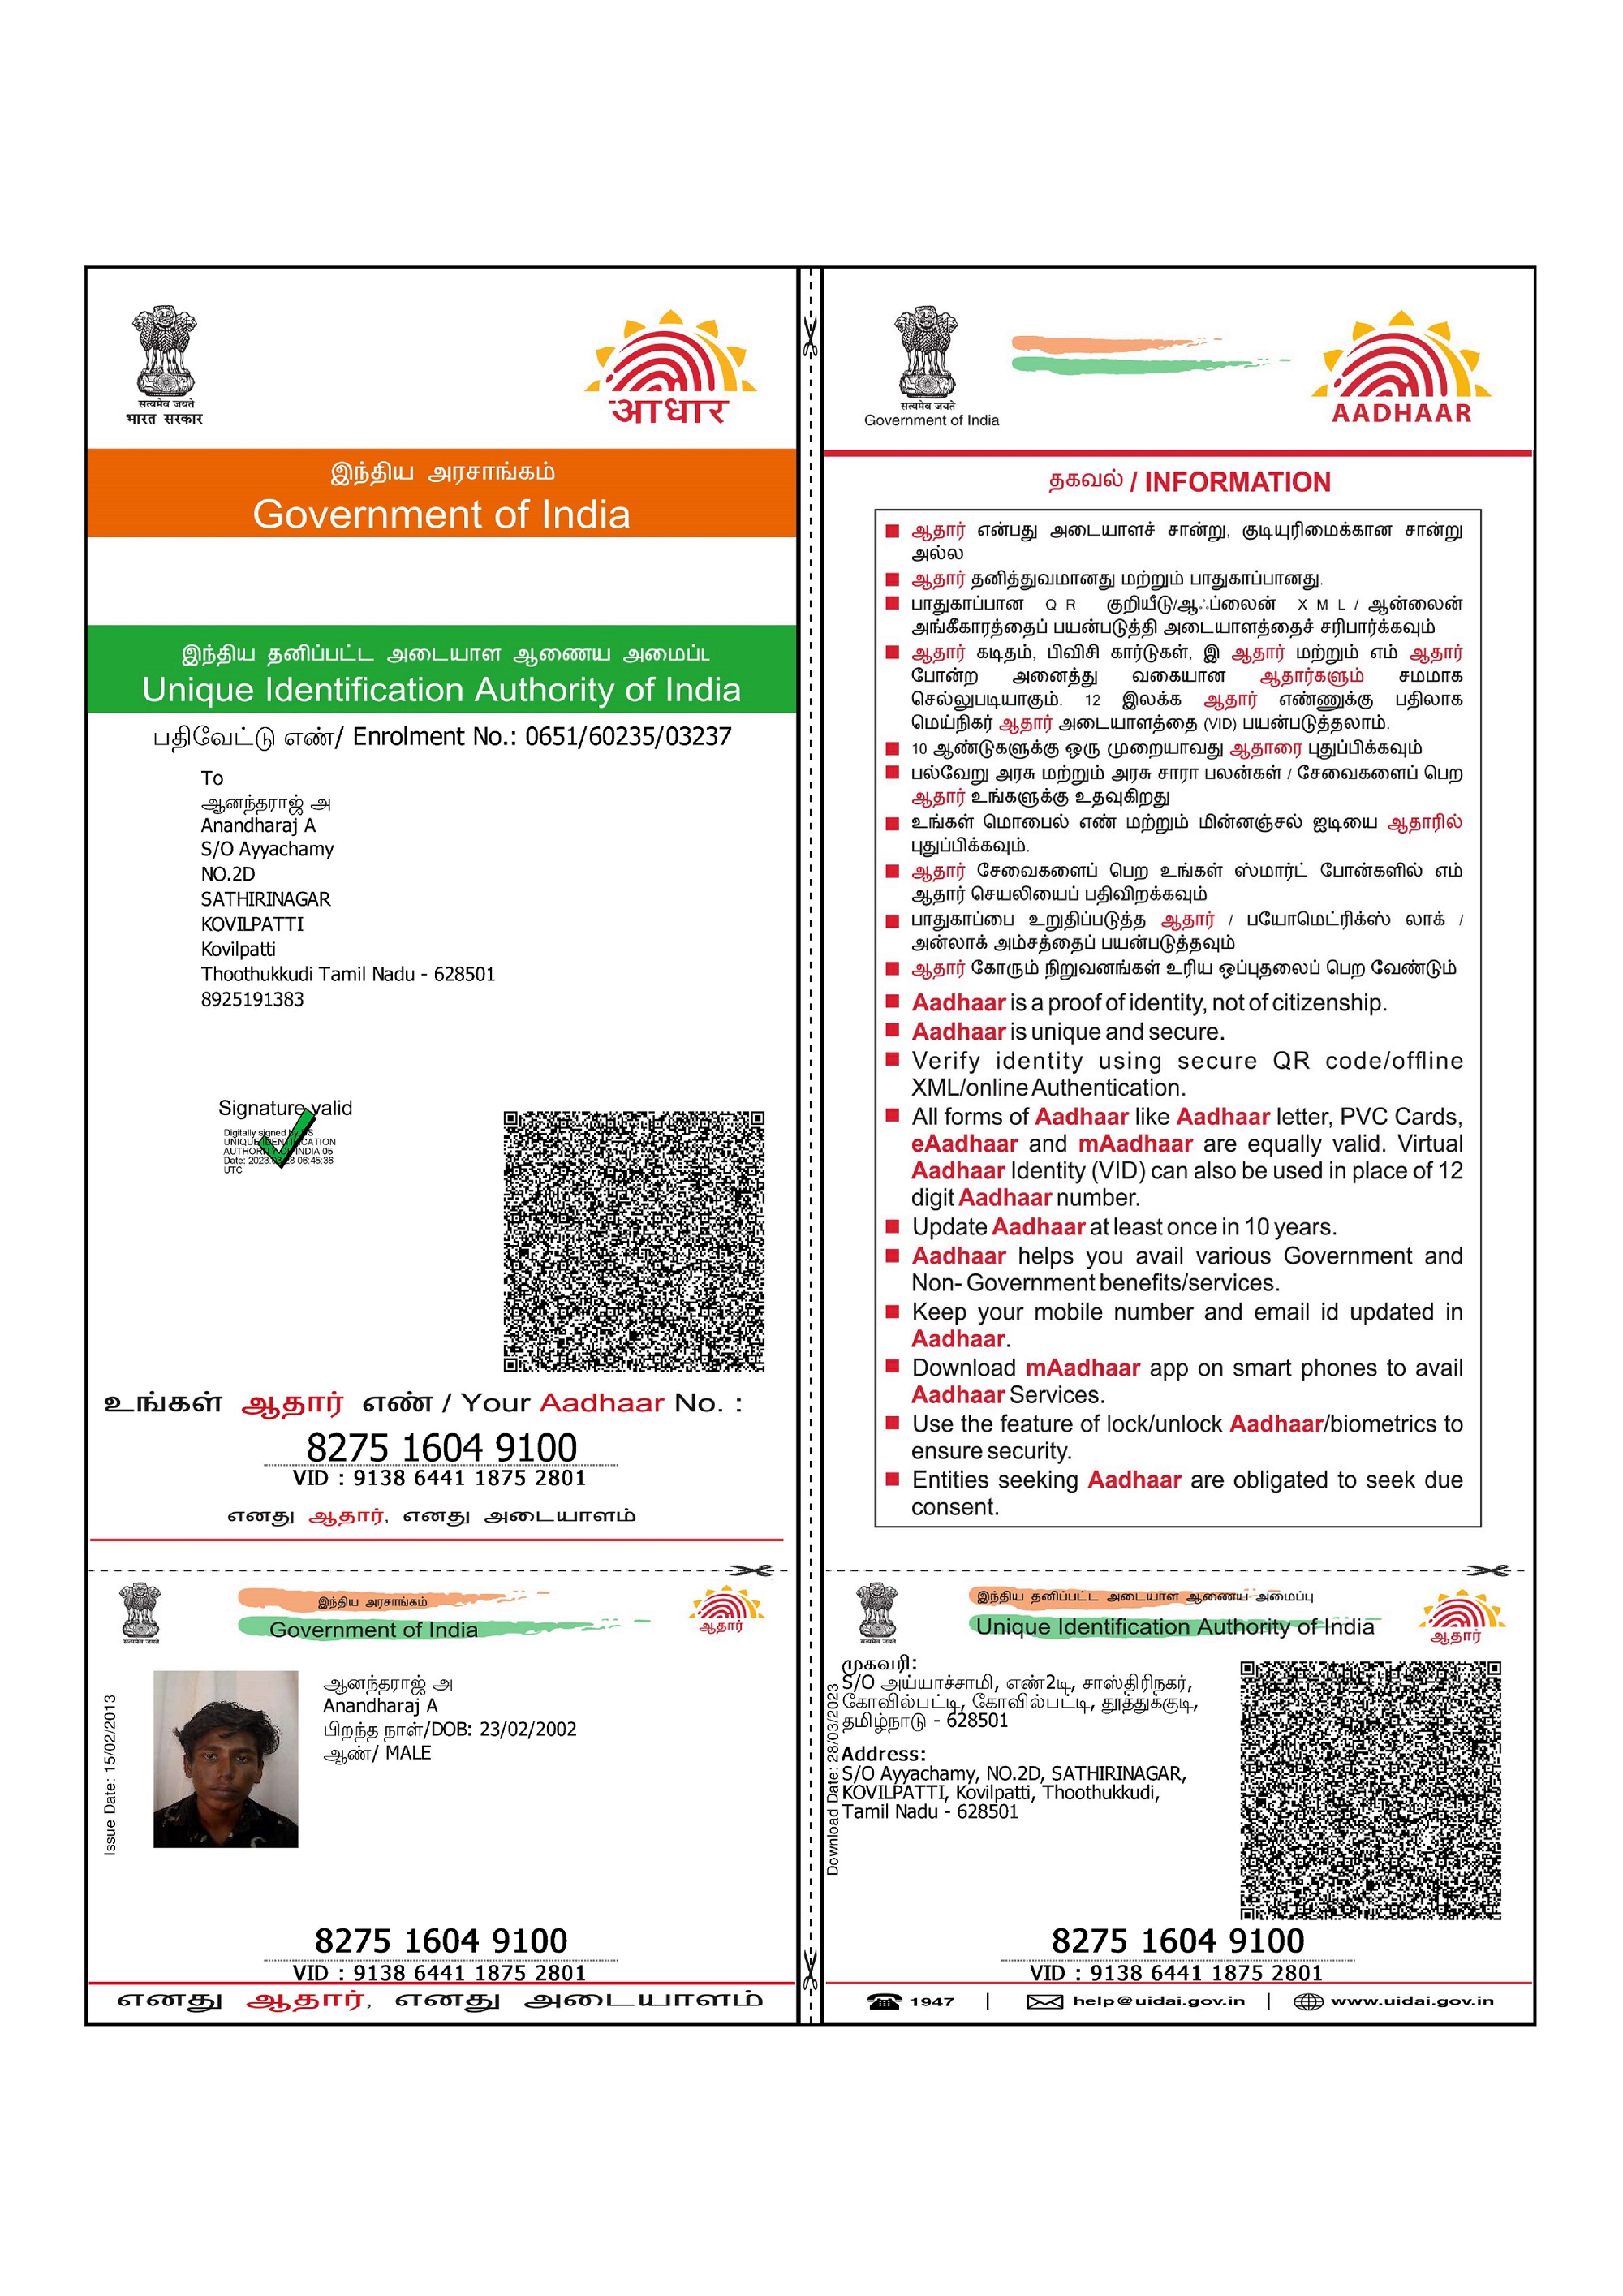 सत्यमेव जयते
भारत सरकार
आधार
இந்திய அரசாங்கம்
Government of India
இந்திய தனிப்பட்ட அடையாள ஆணைய அமைப்பு
Unique Identification Authority of India
பதிவேட்டு எண்/ Enrolment No.: 0651/60235/03237
To
ஆனந்தராஜ் அ
Anandharaj A
S/O Ayyachamy
NO.2D
SATHIRINAGAR
KOVILPATTI
Kovilpatti
Thoothukkudi Tamil Nadu - 628501
8925191383
Signature valid
Digitally signed by DS
UNIQUE IDENTIFICATION
AUTHORITY OF INDIA 05
Date: 2023.03.28 06:45:36
UTC
உங்கள் ஆதார் எண் / Your Aadhaar No. :
8275 1604 9100
VID : 9138 6441 1875 2801
எனது ஆதார், எனது அடையாளம்
सत्यमेव जयते
Government of India
AADHAAR
தகவல் / INFORMATION
ஆதார் என்பது அடையாளச் சான்று, குடியுரிமைக்கான சான்று
அல்ல
ஆதார் தனித்துவமானது மற்றும் பாதுகாப்பானது.
பாதுகாப்பான QR குறியீடு/ஆஃப்லைன் XML/ ஆன்லைன்
அங்கீகாரத்தைப் பயன்படுத்தி அடையாளத்தைச் சரிபார்க்கவும்
ஆதார் கடிதம், பிவிசி கார்டுகள், இ ஆதார் மற்றும் எம் ஆதார்
போன்ற அனைத்து வகையான ஆதார்களும் சமமாக
செல்லுபடியாகும். 12 இலக்க ஆதார் எண்ணுக்கு பதிலாக
மெய்நிகர் ஆதார் அடையாளத்தை (VID) பயன்படுத்தலாம்.
10 ஆண்டுகளுக்கு ஒரு முறையாவது ஆதாரை புதுப்பிக்கவும்
பல்வேறு அரசு மற்றும் அரசு சாரா பலன்கள் / சேவைகளைப் பெற
ஆதார் உங்களுக்கு உதவுகிறது
உங்கள் மொபைல் எண் மற்றும் மின்னஞ்சல் ஐடியை ஆதாரில்
புதுப்பிக்கவும்.
ஆதார் சேவைகளைப் பெற உங்கள் ஸ்மார்ட் போன்களில் எம்
ஆதார் செயலியைப் பதிவிறக்கவும்
பாதுகாப்பை உறுதிப்படுத்த ஆதார் / பயோமெட்ரிக்ஸ் லாக் /
அன்லாக் அம்சத்தைப் பயன்படுத்தவும்
ஆதார் கோரும் நிறுவனங்கள் உரிய ஒப்புதலைப் பெற வேண்டும்
Aadhaar is a proof of identity, not of citizenship.
Aadhaar is unique and secure.
Verify identity using secure QR code/offline
XML/online Authentication.
All forms of Aadhaar like Aadhaar letter, PVC Cards,
eAadhaar and mAadhaar are equally valid. Virtual
Aadhaar Identity (VID) can also be used in place of 12
digit Aadhaar number.
Update Aadhaar at least once in 10 years.
Aadhaar helps you avail various Government and
Non- Government benefits/services.
Keep your mobile number and email id updated in
Aadhaar.
Download mAadhaar app on smart phones to avail
Aadhaar Services.
Use the feature of lock/unlock Aadhaar/biometrics to
ensure security.
Entities seeking Aadhaar are obligated to seek due
consent.
सत्यमेव जयते
இந்திய அரசாங்கம்
Government of India
ஆதார்
Issue Date: 15/02/2013
ஆனந்தராஜ் அ
Anandharaj A
பிறந்த நாள்/DOB: 23/02/2002
ஆண்/ MALE
8275 1604 9100
VID : 9138 6441 1875 2801
எனது ஆதார், எனது அடையாளம்
सत्यमेव जयते
இந்திய தனிப்பட்ட அடையாள ஆணைய அமைப்பு
Unique Identification Authority of India
ஆதார்
Download Date: 28/03/2023
முகவரி:
S/O அய்யாச்சாமி, எண்2டி, சாஸ்திரிநகர்,
கோவில்பட்டி, கோவில்பட்டி, தூத்துக்குடி,
தமிழ்நாடு - 628501
Address:
S/O Ayyachamy, NO.2D, SATHIRINAGAR,
KOVILPATTI, Kovilpatti, Thoothukkudi,
Tamil Nadu - 628501
8275 1604 9100
VID : 9138 6441 1875 2801
1947 | help@uidai.gov.in | www.uidai.gov.in